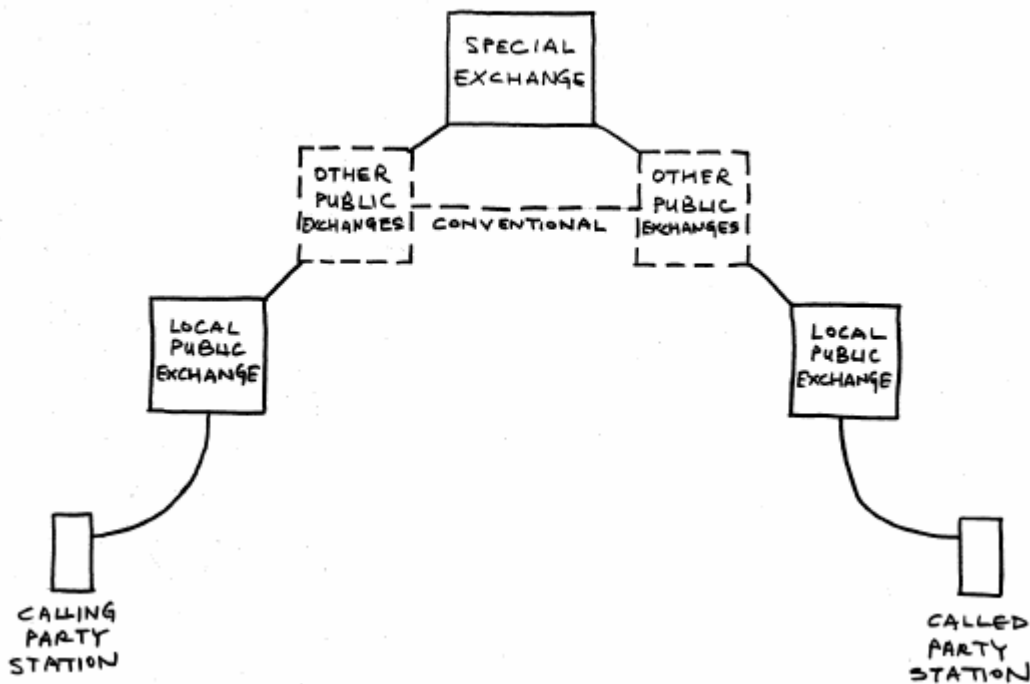 SPECIAL
EXCHANGE
OTHER
PUBLIC
EXCHANGES
CONVENTIONAL
OTHER
PUBLIC
EXCHANGES
LOCAL
PUBLIC
EXCHANGE
LOCAL
PUBLIC
EXCHANGE
CALLING
PARTY
STATION
CALLED
PARTY
STATION